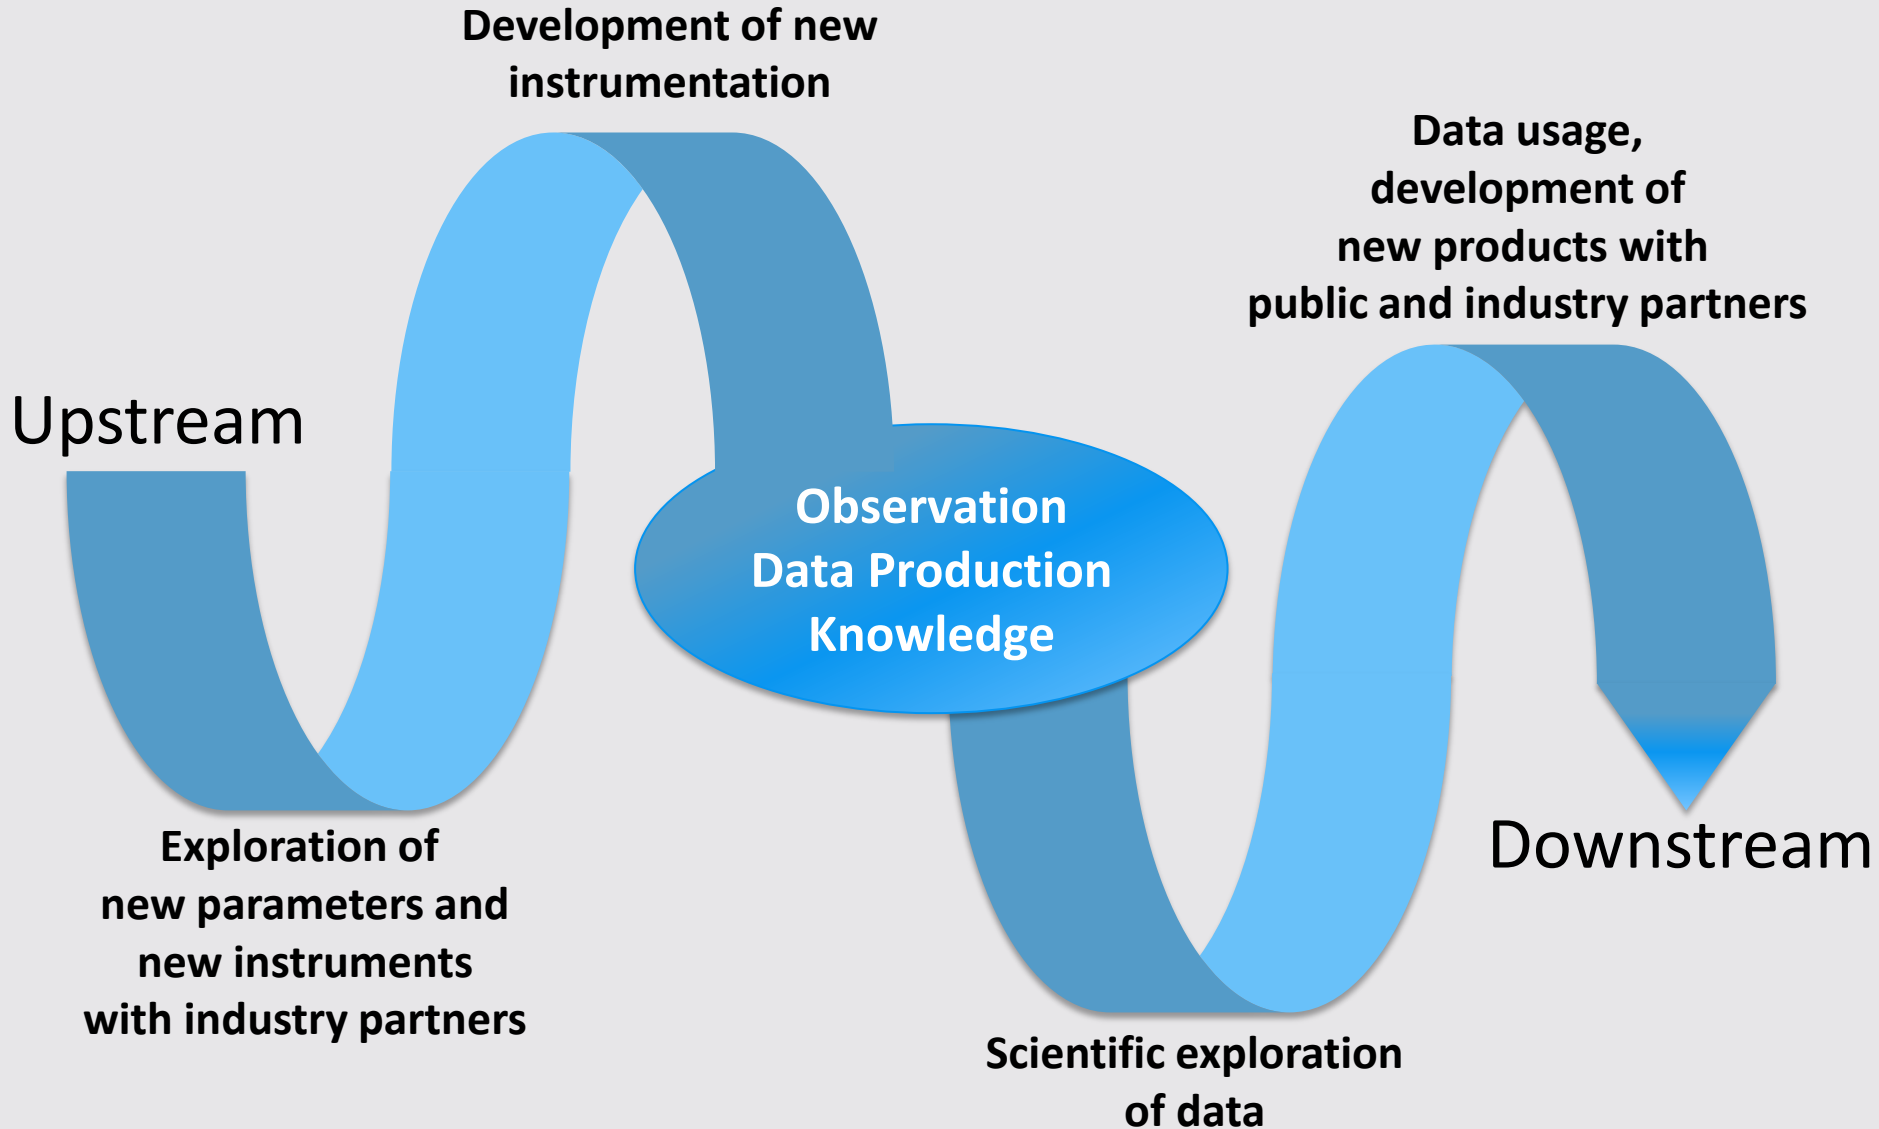 Development of new
instrumentation
Data usage,
development of
new products with
public and industry partners
Upstream
Observation
Data Production
Knowledge
Exploration of
new parameters and
new instruments
with industry partners
Downstream
Scientific exploration
of data